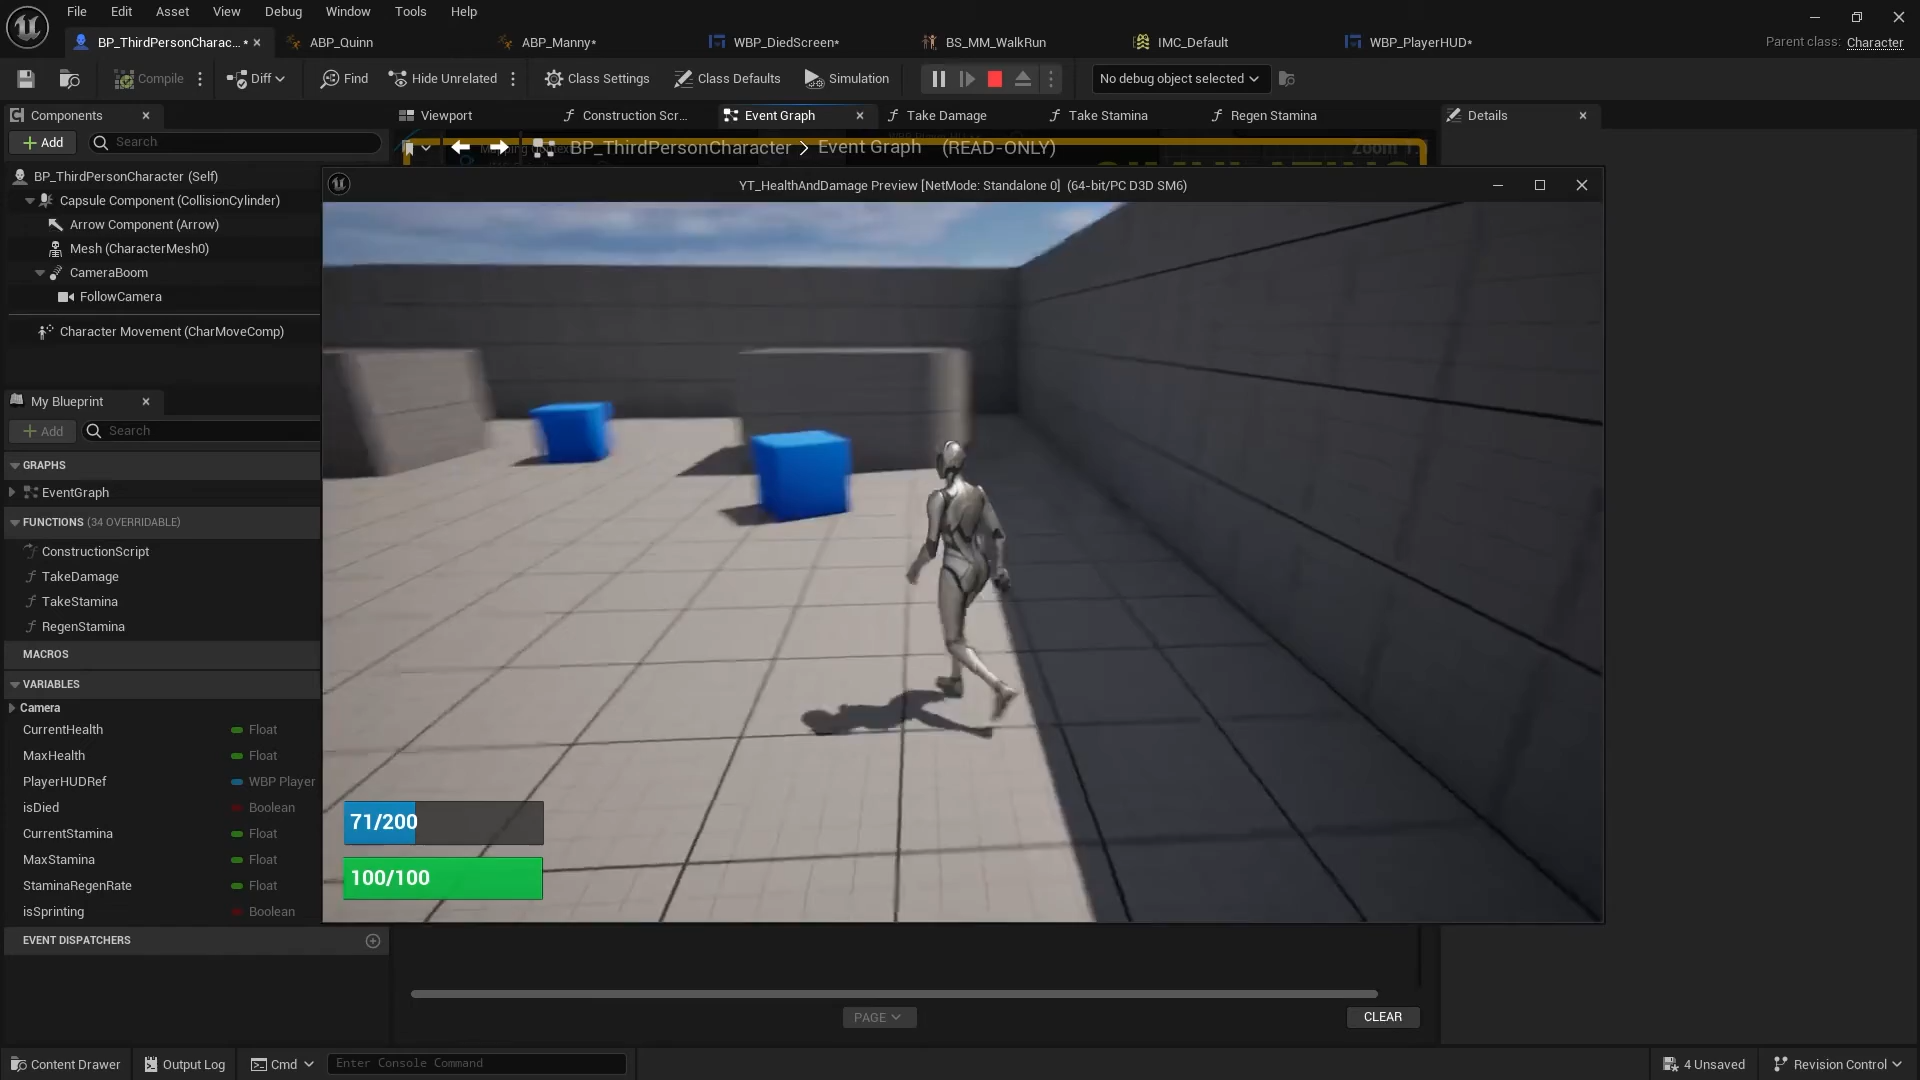 File Edit Asset View Debug Window Tools Help
BP_ThirdPersonCharac...* ABP_Quinn ABP_Manny* WBP_DiedScreen* BS_MM_WalkRun IMC_Default WBP_PlayerHUD* Parent class: Character
Compile Diff Find Hide Unrelated Class Settings Class Defaults Simulation No debug object selected
Components Viewport Construction Scr... Event Graph Take Damage Take Stamina Regen Stamina Details
+ Add Search
BP_ThirdPersonCharacter > Event Graph (READ-ONLY)
BP_ThirdPersonCharacter (Self)
YT_HealthAndDamage Preview [NetMode: Standalone 0] (64-bit/PC D3D SM6)
Capsule Component (CollisionCylinder)
Arrow Component (Arrow)
Mesh (CharacterMesh0)
CameraBoom
FollowCamera
Character Movement (CharMoveComp)
My Blueprint
+ Add Search
GRAPHS
EventGraph
FUNCTIONS (34 OVERRIDABLE)
ConstructionScript
TakeDamage
TakeStamina
RegenStamina
MACROS
VARIABLES
Camera
CurrentHealth Float
MaxHealth Float
PlayerHUDRef WBP Player
isDied Boolean
CurrentStamina Float
MaxStamina Float
StaminaRegenRate Float
isSprinting Boolean
EVENT DISPATCHERS
71/200
100/100
PAGE CLEAR
Content Drawer Output Log Cmd Enter Console Command 4 Unsaved Revision Control